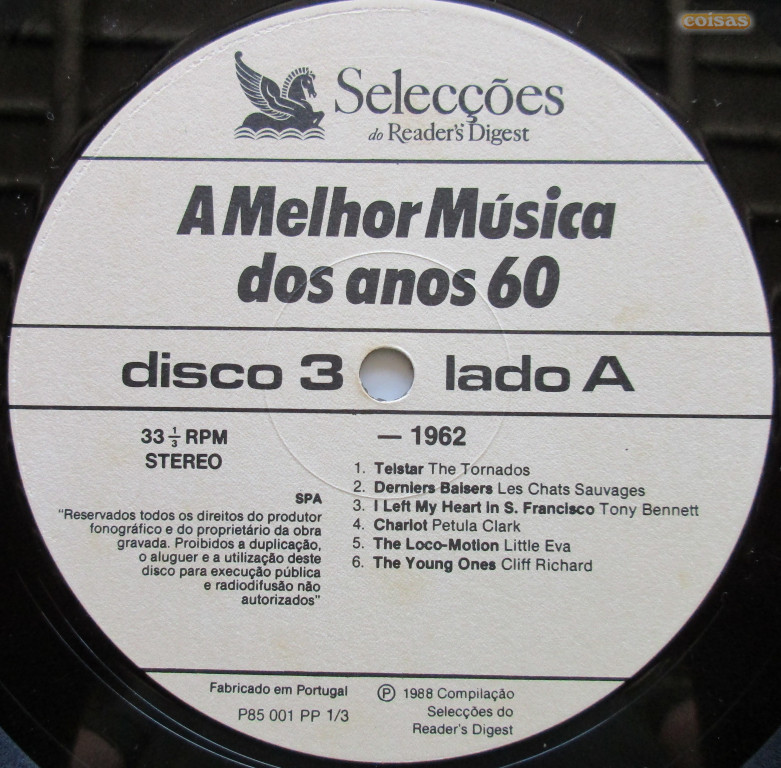 coisas
Selecções
do Reader's Digest
A Melhor Música
dos anos 60
disco 3 lado A
33 1/3 RPM
STEREO
— 1962
1. Telstar The Tornados
2. Derniers Baisers Les Chats Sauvages
3. I Left My Heart in S. Francisco Tony Bennett
4. Chariot Petula Clark
5. The Loco-Motion Little Eva
6. The Young Ones Cliff Richard
SPA
"Reservados todos os direitos do produtor
fonográfico e do proprietário da obra
gravada. Proibidos a duplicação,
o aluguer e a utilização deste
disco para execução pública
e radiodifusão não
autorizados"
Fabricado em Portugal
P85 001 PP 1/3
Ⓟ 1988 Compilação
Selecções do
Reader's Digest